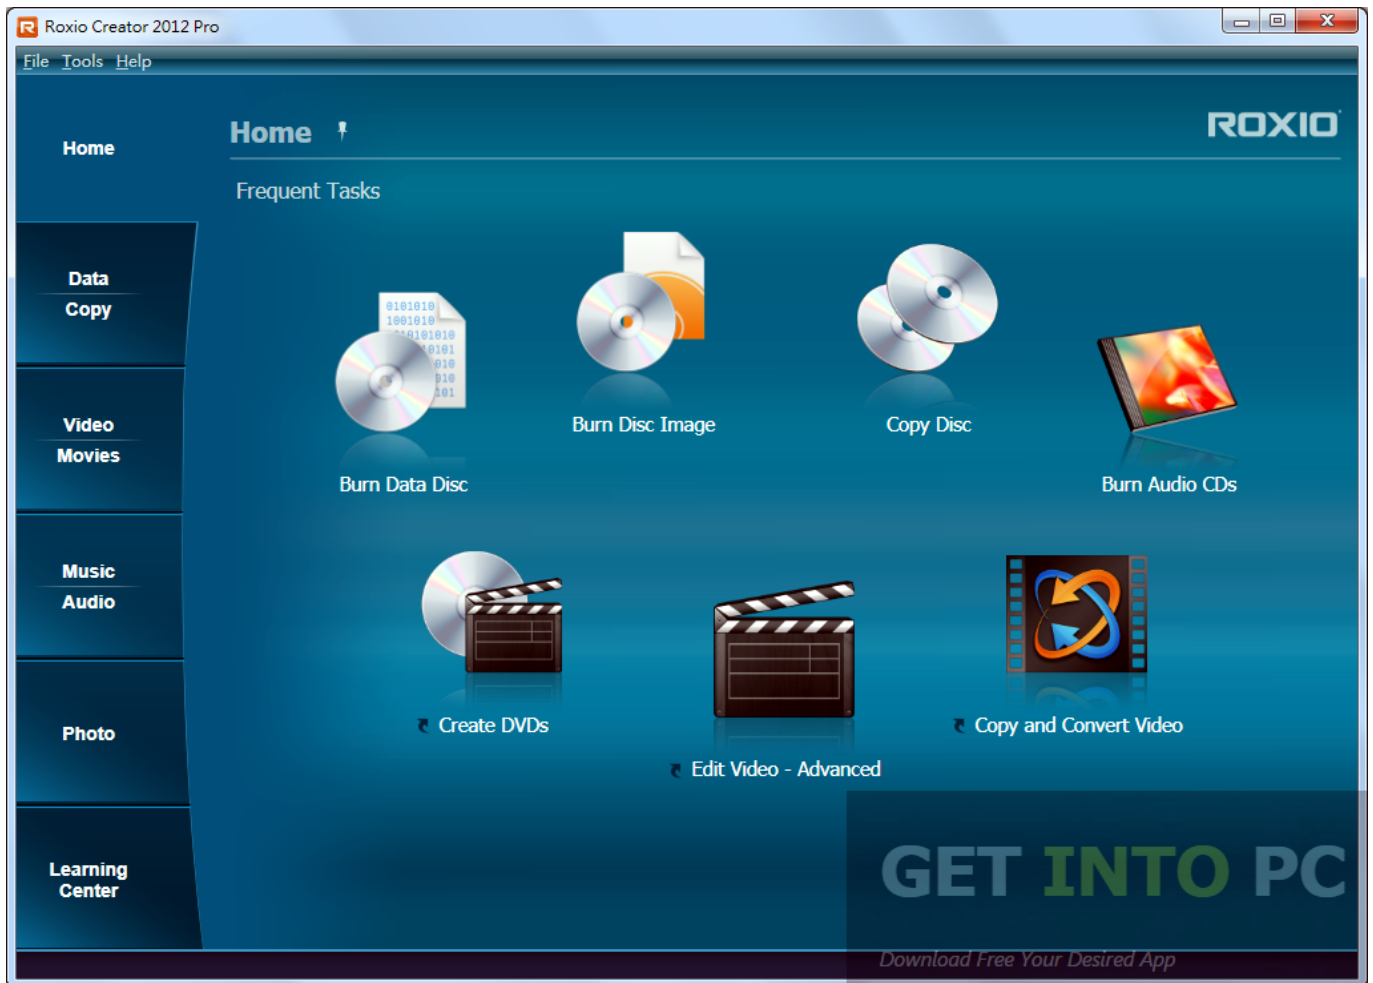 Roxio Creator 2012 Pro
File Tools Help
Home
Data
Copy
Video
Movies
Music
Audio
Photo
Learning
Center
Home
ROXIO
Frequent Tasks
Burn Data Disc
Burn Disc Image
Copy Disc
Burn Audio CDs
Create DVDs
Edit Video - Advanced
Copy and Convert Video
GET INTO PC
Download Free Your Desired App